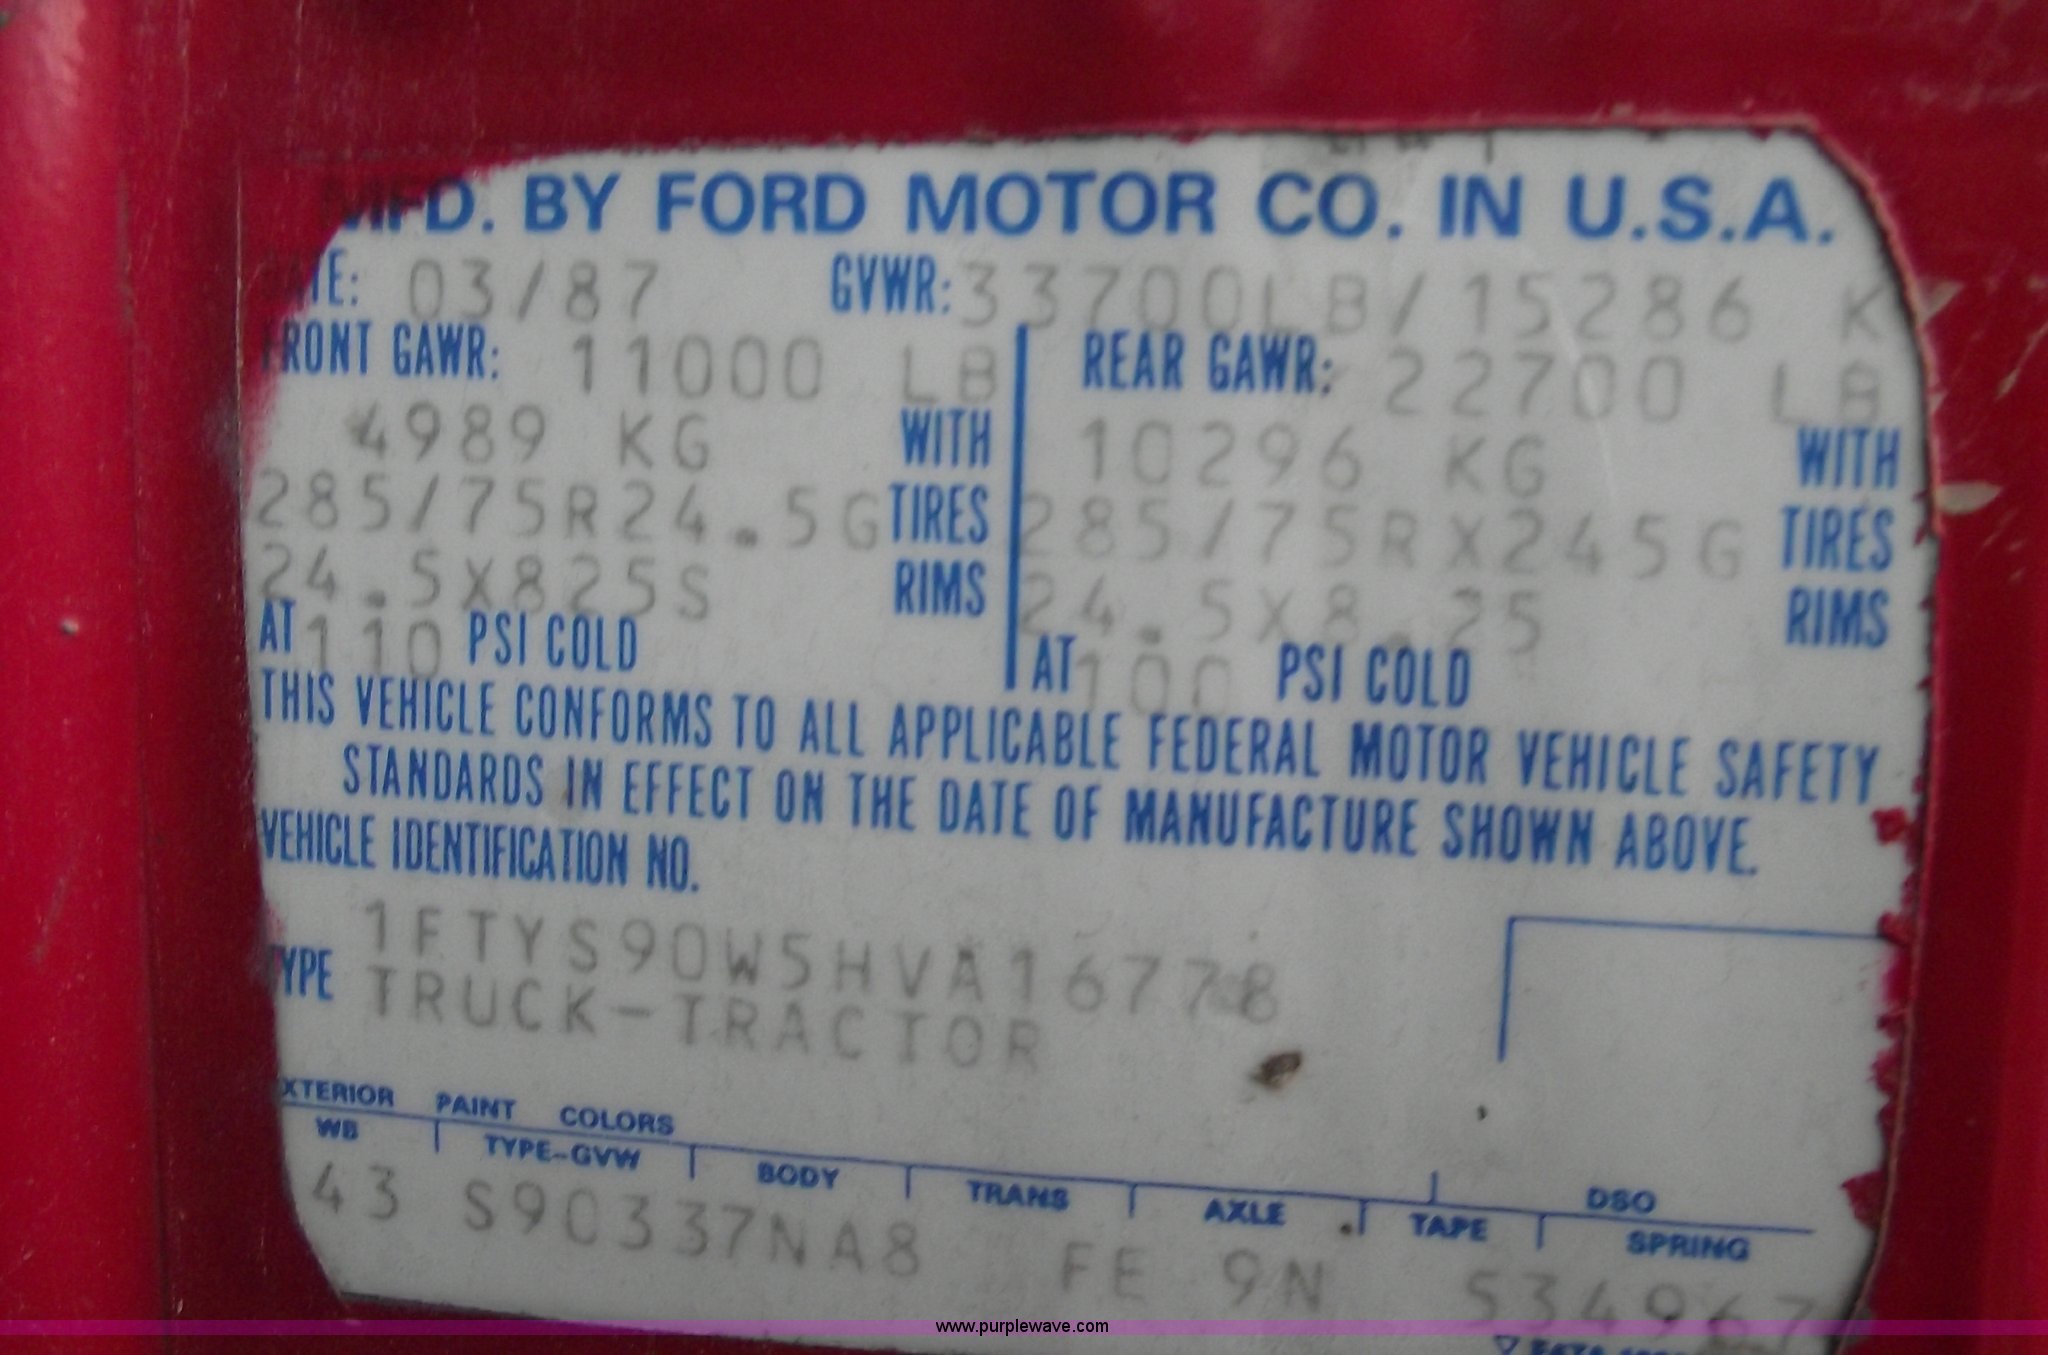 MFD. BY FORD MOTOR CO. IN U.S.A.
DATE: 03/87 GVWR: 33700LB/15286 K
FRONT GAWR: 11000 LB REAR GAWR: 22700 LB
4989 KG WITH 10296 KG WITH
285/75R24.5G TIRES 285/75RX245G TIRES
24.5X825S RIMS 24.5X8.25 RIMS
AT 110 PSI COLD AT 100 PSI COLD
THIS VEHICLE CONFORMS TO ALL APPLICABLE FEDERAL MOTOR VEHICLE SAFETY
STANDARDS IN EFFECT ON THE DATE OF MANUFACTURE SHOWN ABOVE.
VEHICLE IDENTIFICATION NO.
1FTYS90W5HVA16778
TYPE TRUCK-TRACTOR
XTERIOR PAINT COLORS DSO
WB TYPE-GVW BODY TRANS AXLE TAPE SPRING
43 S90337NA8 FE 9N 534967
www.purplewave.com